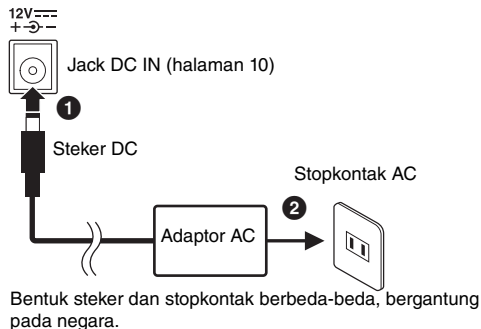 12V
Jack DC IN (halaman 10)
1
Steker DC
Stopkontak AC
2
Adaptor AC
Bentuk steker dan stopkontak berbeda-beda, bergantung
pada negara.